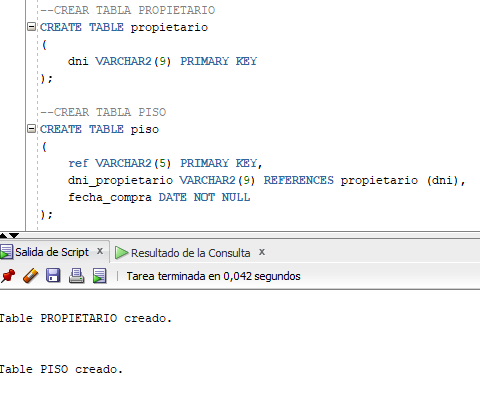 --CREAR TABLA PROPIETARIO
CREATE TABLE propietario
(
dni VARCHAR2(9) PRIMARY KEY
);
--CREAR TABLA PISO
CREATE TABLE piso
(
ref VARCHAR2(5) PRIMARY KEY,
dni_propietario VARCHAR2(9) REFERENCES propietario (dni),
fecha_compra DATE NOT NULL
);
Salida de Script x Resultado de la Consulta x
Tarea terminada en 0,042 segundos
Table PROPIETARIO creado.
Table PISO creado.